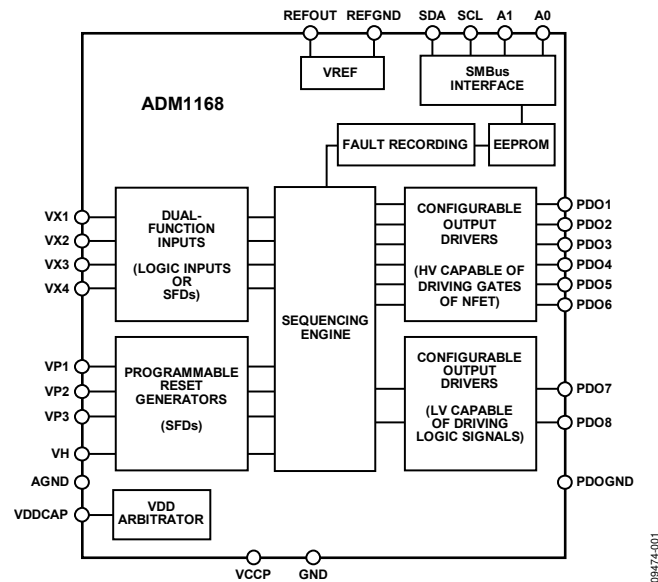 REFOUT REFGND SDA SCL A1 A0
VREF
SMBus
INTERFACE
ADM1168
FAULT RECORDING
EEPROM
VX1
VX2
VX3
VX4
DUAL-
FUNCTION
INPUTS
(LOGIC INPUTS
OR
SFDs)
SEQUENCING
ENGINE
CONFIGURABLE
OUTPUT
DRIVERS
(HV CAPABLE OF
DRIVING GATES
OF NFET)
PDO1
PDO2
PDO3
PDO4
PDO5
PDO6
VP1
VP2
VP3
VH
PROGRAMMABLE
RESET
GENERATORS
(SFDs)
CONFIGURABLE
OUTPUT
DRIVERS
(LV CAPABLE
OF DRIVING
LOGIC SIGNALS)
PDO7
PDO8
AGND
PDOGND
VDDCAP
VDD
ARBITRATOR
VCCP GND
09474-001